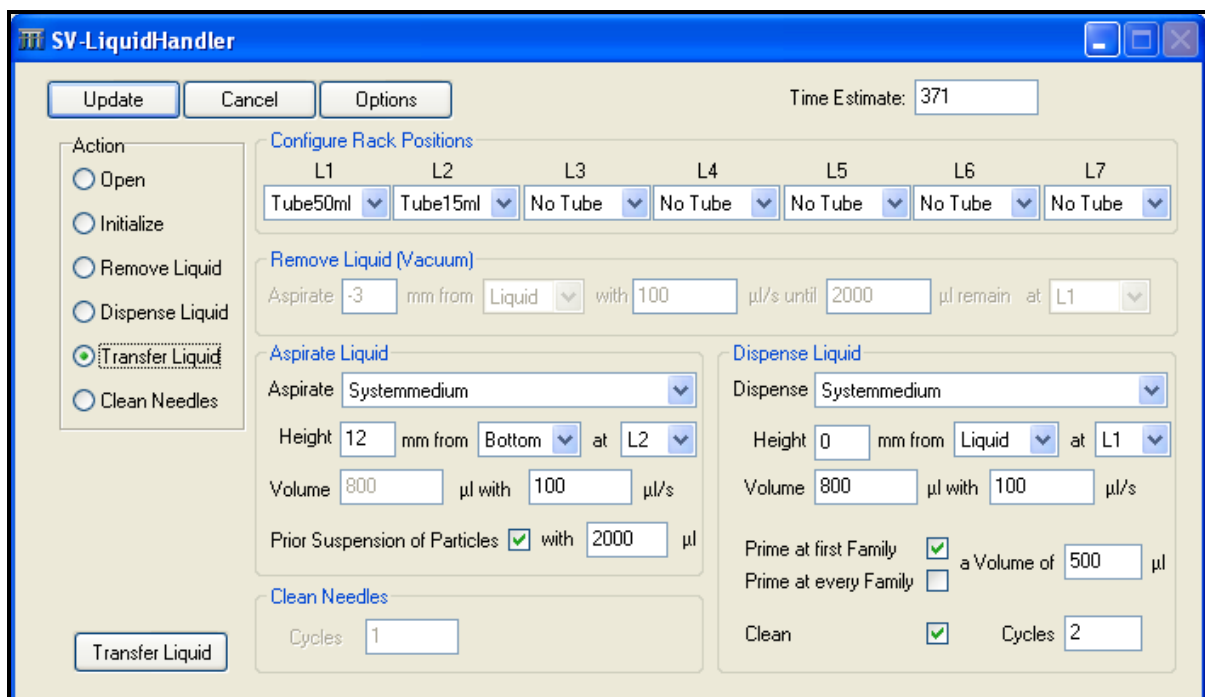 SV-LiquidHandler
Update Cancel Options Time Estimate: 371
Action
Open
Initialize
Remove Liquid
Dispense Liquid
Transfer Liquid
Clean Needles
Configure Rack Positions
L1 L2 L3 L4 L5 L6 L7
Tube50ml Tube15ml No Tube No Tube No Tube No Tube No Tube
Remove Liquid (Vacuum)
Aspirate -3 mm from Liquid with 100 µl/s until 2000 µl remain at L1
Aspirate Liquid
Aspirate Systemmedium
Height 12 mm from Bottom at L2
Volume 800 µl with 100 µl/s
Prior Suspension of Particles with 2000 µl
Dispense Liquid
Dispense Systemmedium
Height 0 mm from Liquid at L1
Volume 800 µl with 100 µl/s
Prime at first Family a Volume of 500 µl
Prime at every Family
Clean Cycles 2
Clean Needles
Cycles 1
Transfer Liquid